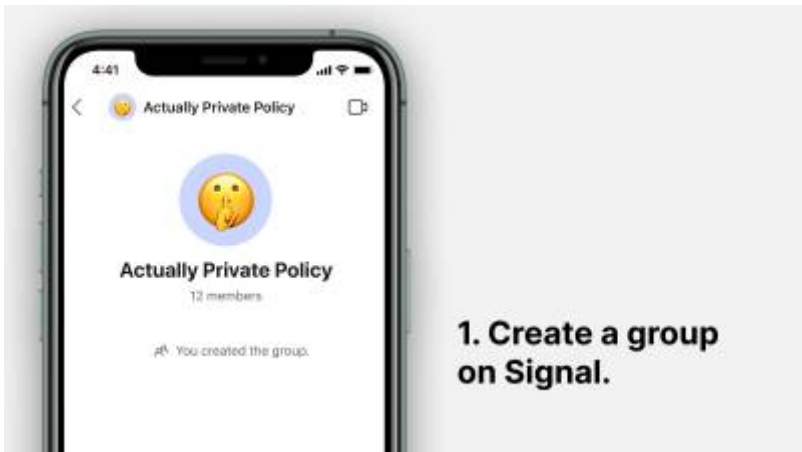 4:41
Actually Private Policy
Actually Private Policy
12 members
You created the group.
1. Create a group
on Signal.